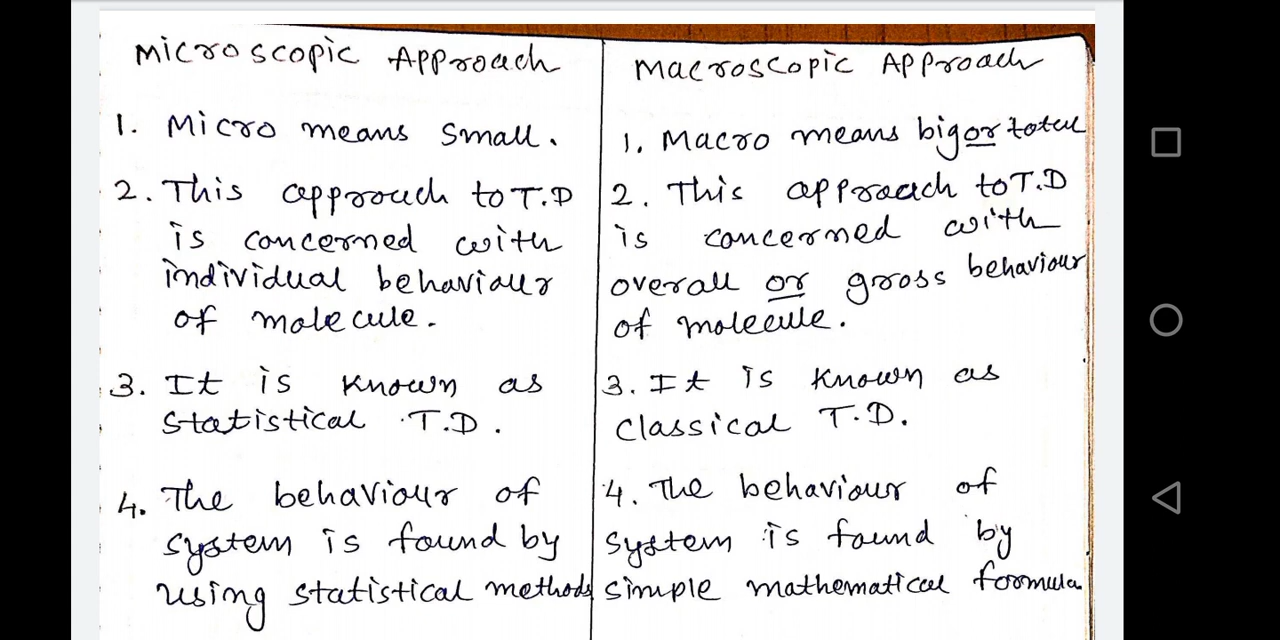 Microscopic Approach
1. Micro means small.
2. This approach to T.D
is concerned with
individual behaviour
of molecule.
3. It is known as
statistical T.D.
4. The behaviour of
system is found by
using statistical methods
Macroscopic Approach
1. Macro means big or total
2. This approach to T.D
is concerned with
overall or gross behaviour
of molecule.
3. It is known as
classical T.D.
4. The behaviour of
system is found by
simple mathematical formula